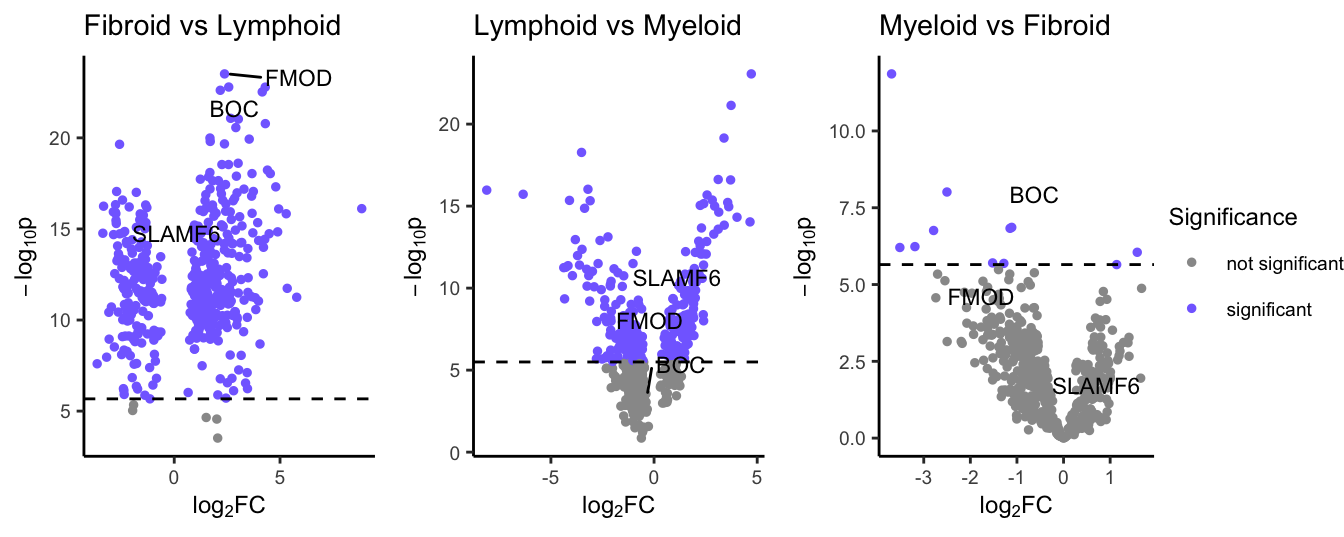 Fibroid vs Lymphoid
FMOD
BOC
SLAMF6
20
15
10
5
0
5
−log10p
log2FC
Lymphoid vs Myeloid
SLAMF6
FMOD
BOC
20
15
10
5
0
-5
0
5
−log10p
log2FC
Myeloid vs Fibroid
BOC
FMOD
SLAMF6
10.0
7.5
5.0
2.5
0.0
-3
-2
-1
0
1
−log10p
log2FC
Significance
not significant
significant